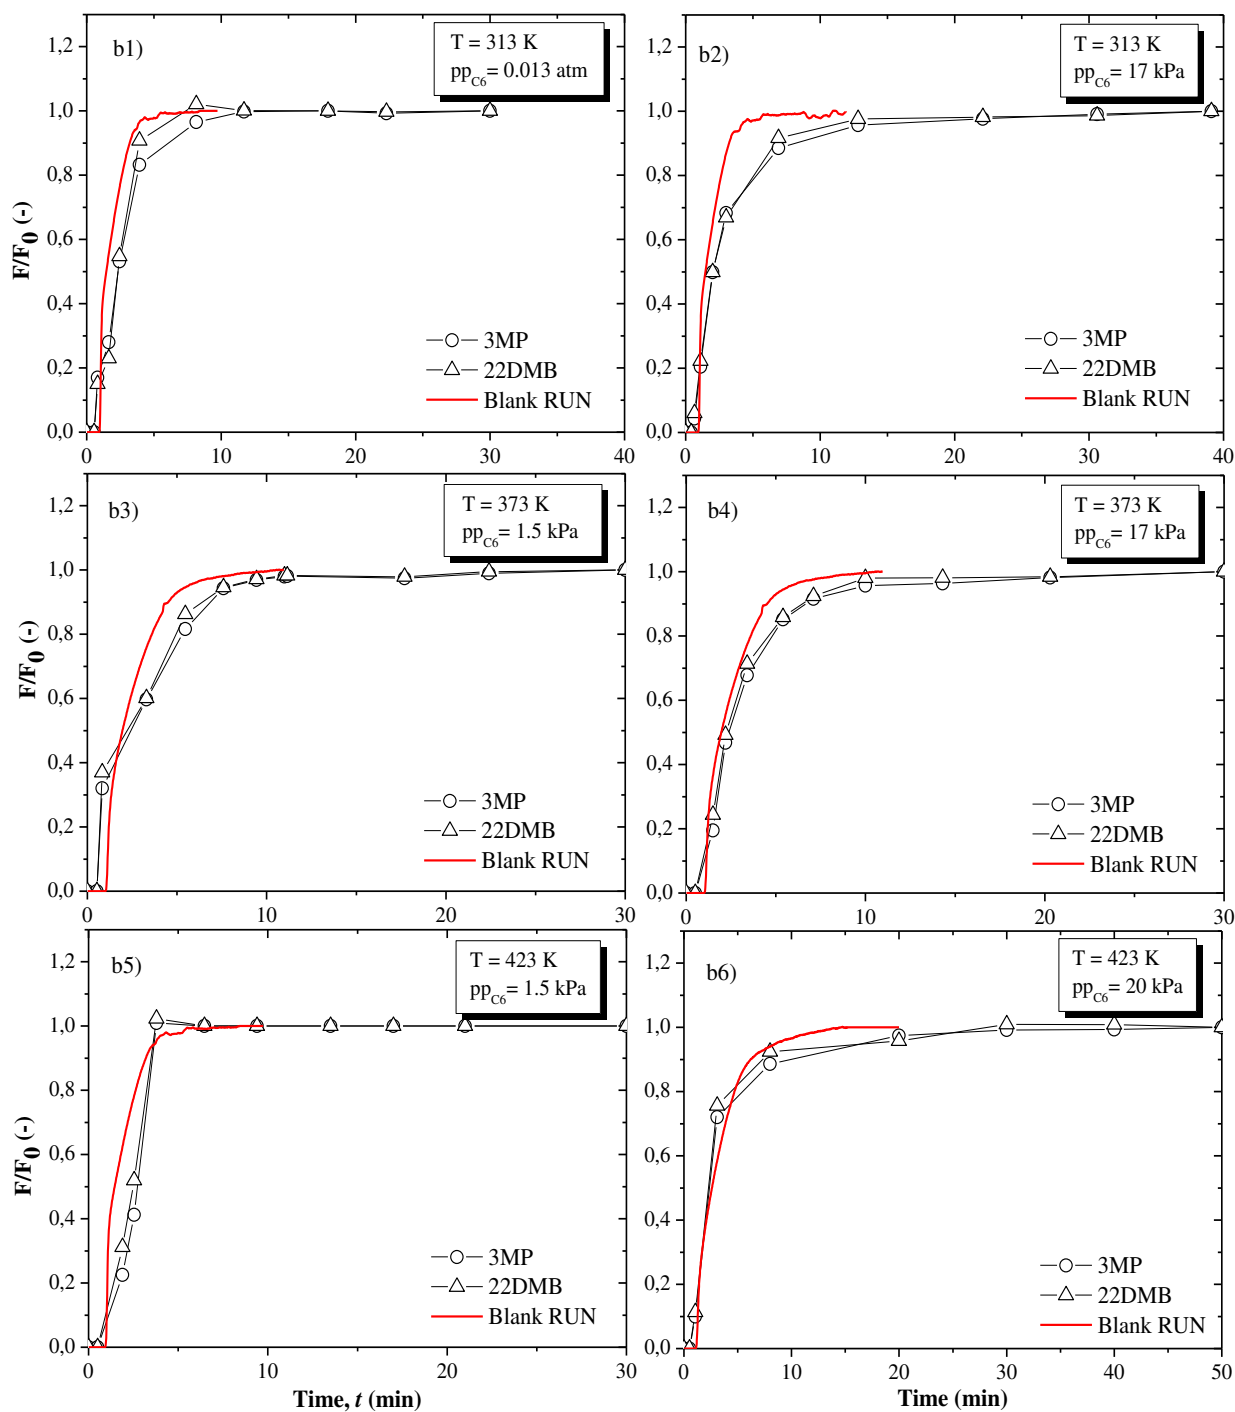 b1)
T = 313 K
pp_C6 = 0.013 atm
1,2
1,0
0,8
0,6
0,4
0,2
0,0
F/F0 (-)
3MP
22DMB
Blank RUN
0 10 20 30 40
b2)
T = 313 K
pp_C6 = 17 kPa
1,2
1,0
0,8
0,6
0,4
0,2
0,0
3MP
22DMB
Blank RUN
0 10 20 30 40
b3)
T = 373 K
pp_C6 = 1.5 kPa
1,2
1,0
0,8
0,6
0,4
0,2
0,0
F/F0 (-)
3MP
22DMB
Blank RUN
0 10 20 30
b4)
T = 373 K
pp_C6 = 17 kPa
1,2
1,0
0,8
0,6
0,4
0,2
0,0
3MP
22DMB
Blank RUN
0 10 20 30
b5)
T = 423 K
pp_C6 = 1.5 kPa
1,2
1,0
0,8
0,6
0,4
0,2
0,0
F/F0 (-)
3MP
22DMB
Blank RUN
0 10 20 30
Time, t (min)
b6)
T = 423 K
pp_C6 = 20 kPa
1,2
1,0
0,8
0,6
0,4
0,2
0,0
3MP
22DMB
Blank RUN
0 10 20 30 40 50
Time (min)